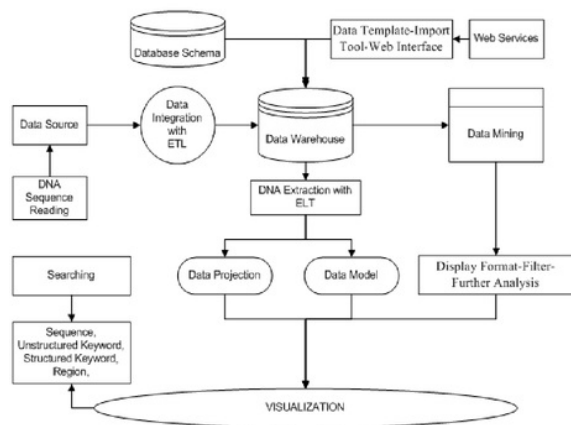 Database Schema
Data Template-Import
Tool-Web Interface
Web Services
Data Source
Data
Integration
with
ETL
Data Warehouse
Data Mining
DNA
Sequence
Reading
DNA Extraction with
ELT
Searching
Data Projection
Data Model
Display Format-Filter-
Further Analysis
Sequence,
Unstructured Keyword,
Structured Keyword,
Region,
VISUALIZATION